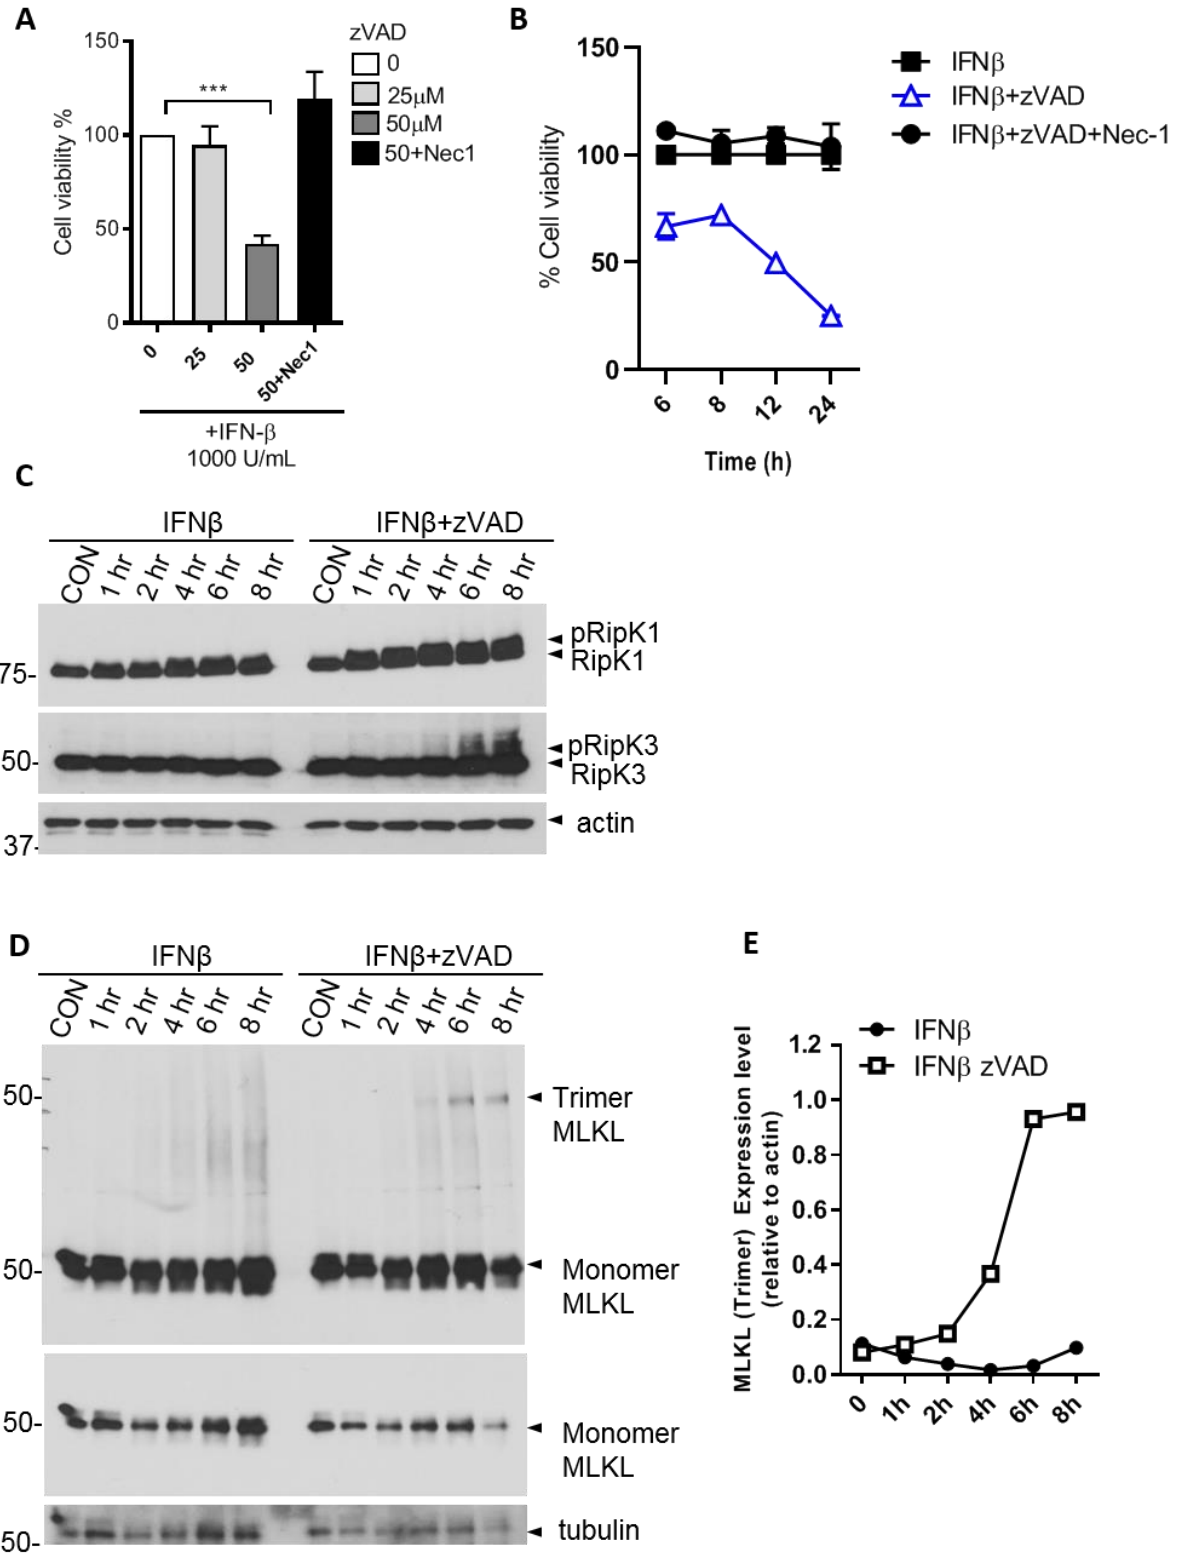 A
zVAD
0
25μM
50μM
50+Nec1
Cell viability %
150
100
50
0
***
0
25
50
50+Nec1
+IFN-β
1000 U/mL
B
% Cell viability
150
100
50
0
6
8
12
24
Time (h)
IFNβ
IFNβ+zVAD
IFNβ+zVAD+Nec-1
C
IFNβ
IFNβ+zVAD
CON 1 hr 2 hr 4 hr 6 hr 8 hr
CON 1 hr 2 hr 4 hr 6 hr 8 hr
75-
pRipK1
RipK1
50-
pRipK3
RipK3
actin
37-
D
IFNβ
IFNβ+zVAD
CON 1 hr 2 hr 4 hr 6 hr 8 hr
CON 1 hr 2 hr 4 hr 6 hr 8 hr
50-
Trimer
MLKL
50-
Monomer
MLKL
50-
Monomer
MLKL
50-
tubulin
E
IFNβ
IFNβ zVAD
MLKL (Trimer) Expression level
(relative to actin)
1.2
1.0
0.8
0.6
0.4
0.2
0.0
0
1h
2h
4h
6h
8h